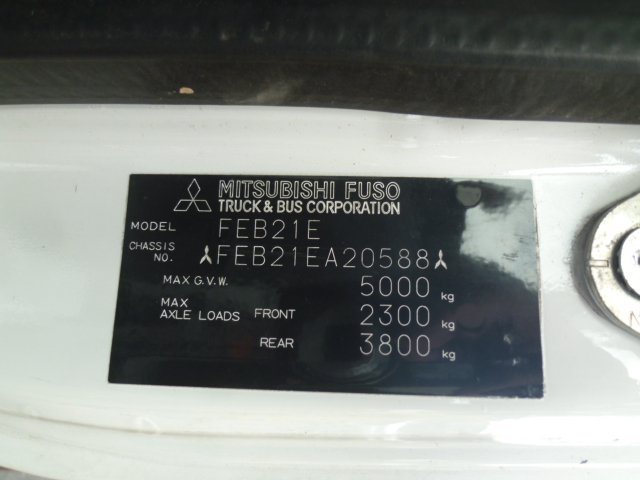 MITSUBISHI FUSO
TRUCK & BUS CORPORATION
MODEL FEB21E
CHASSIS NO. FEB21EA20588
MAX G.V.W. 5000 kg
MAX AXLE LOADS FRONT 2300 kg
REAR 3800 kg
N